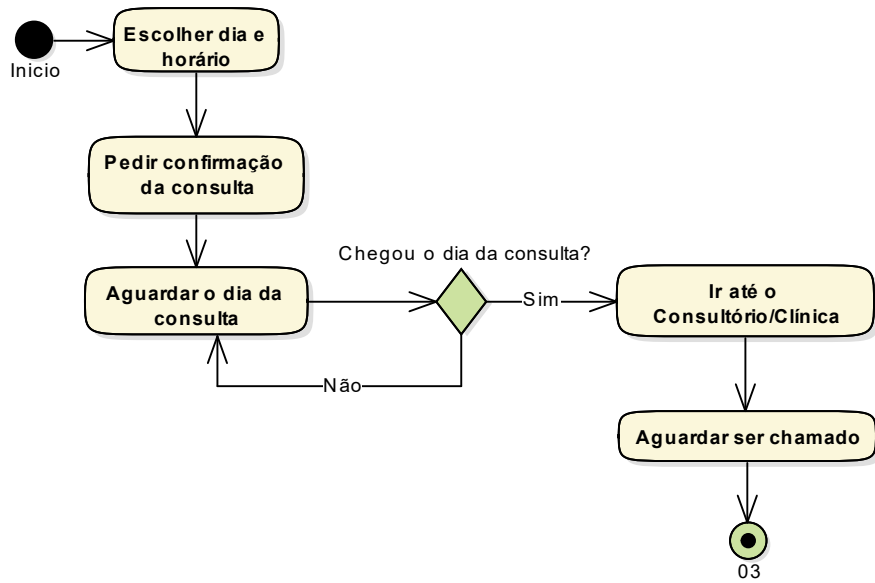 Inicio
Escolher dia e
horário
Pedir confirmação
da consulta
Aguardar o dia da
consulta
Chegou o dia da consulta?
Sim
Não
Ir até o
Consultório/Clínica
Aguardar ser chamado
03